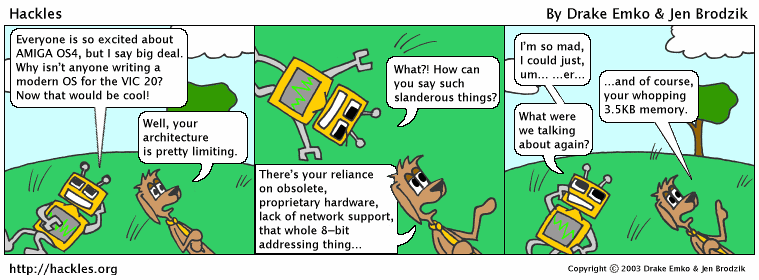 Hackles
By Drake Emko & Jen Brodzik
Everyone is so excited about
AMIGA OS4, but I say big deal.
Why isn't anyone writing a
modern OS for the VIC 20?
Now that would be cool!
Well, your
architecture
is pretty limiting.
What?! How can
you say such
slanderous things?
There's your reliance
on obsolete,
proprietary hardware,
lack of network support,
that whole 8-bit
addressing thing...
I'm so mad,
I could just,
um... ...er...
What were
we talking
about again?
...and of course,
your whopping
3.5KB memory.
http://hackles.org
Copyright © 2003 Drake Emko & Jen Brodzik